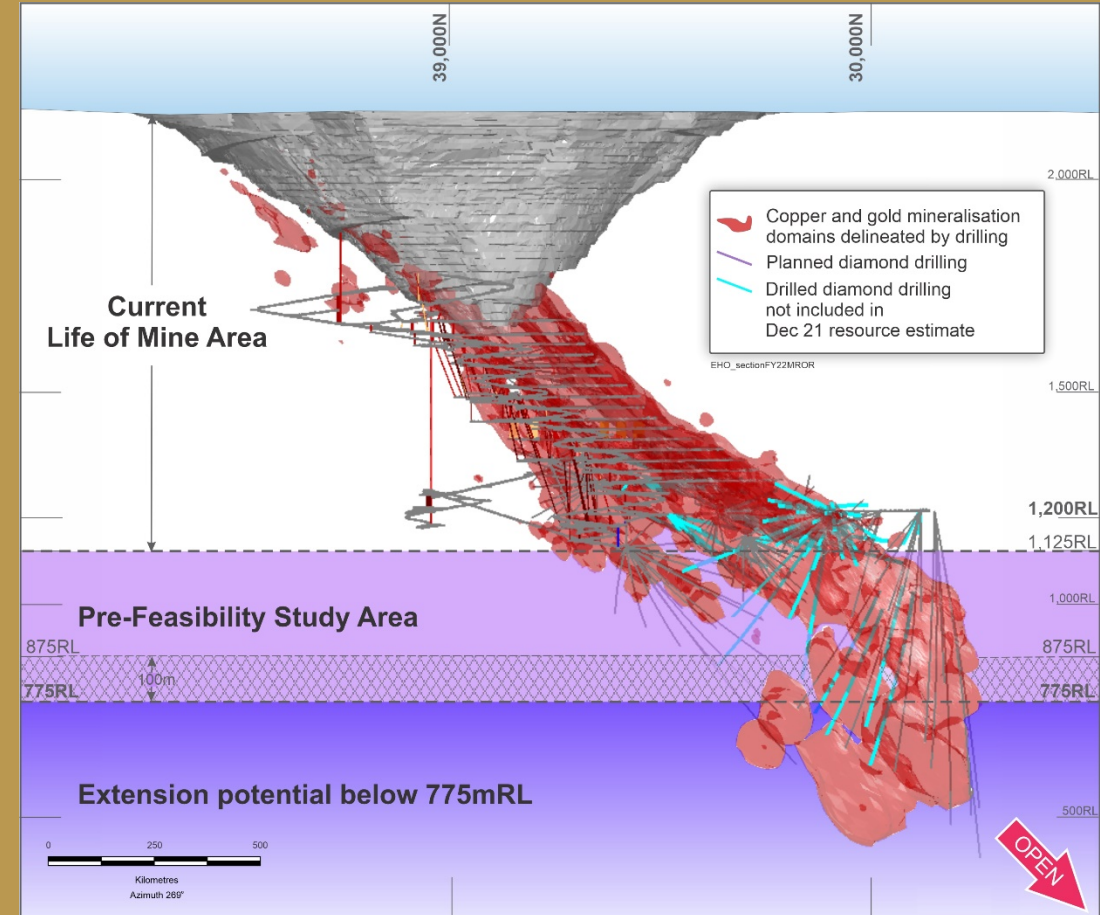 39,000N
30,000N
2,000RL
Copper and gold mineralisation
domains delineated by drilling
Planned diamond drilling
Drilled diamond drilling
not included in
Dec 21 resource estimate
EHO_sectionFY22MROR
Current
Life of Mine Area
1,500RL
1,200RL
1,125RL
1,000RL
Pre-Feasibility Study Area
875RL
875RL
100m
775RL
775RL
Extension potential below 775mRL
500RL
0 250 500
Kilometres
Azimuth 269°
OPEN